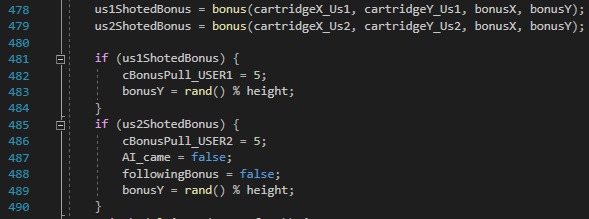 478 us1ShotedBonus = bonus(cartridgeX_Us1, cartridgeY_Us1, bonusX, bonusY);
479 us2ShotedBonus = bonus(cartridgeX_Us2, cartridgeY_Us2, bonusX, bonusY);
480
481 if (us1ShotedBonus) {
482 cBonusPull_USER1 = 5;
483 bonusY = rand() % height;
484 }
485 if (us2ShotedBonus) {
486 cBonusPull_USER2 = 5;
487 AI_came = false;
488 followingBonus = false;
489 bonusY = rand() % height;
490 }